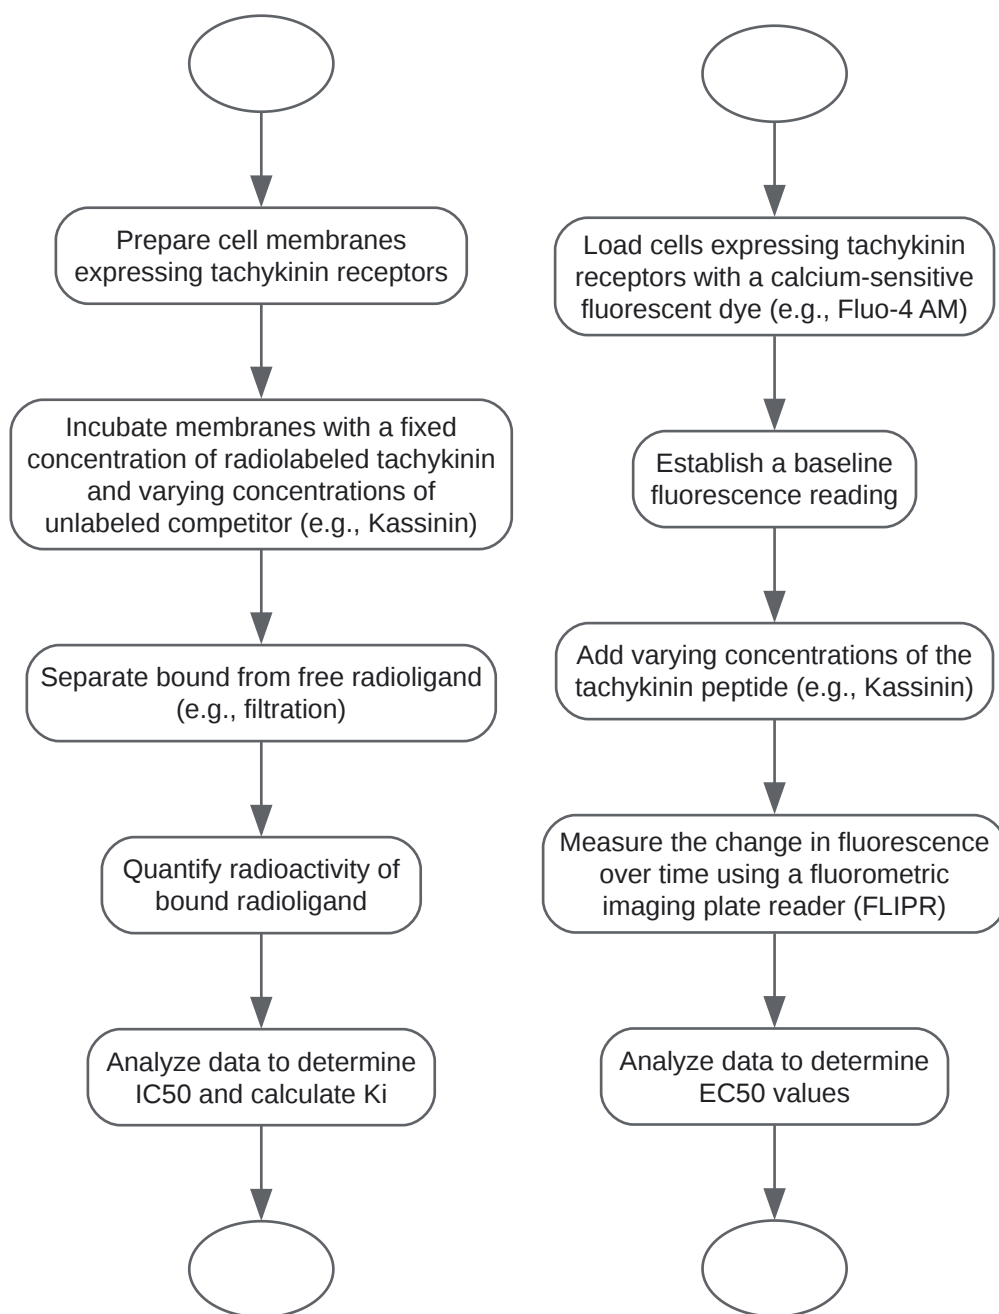 Prepare cell membranes
expressing tachykinin receptors
Incubate membranes with a fixed
concentration of radiolabeled tachykinin
and varying concentrations of
unlabeled competitor (e.g., Kassinin)
Separate bound from free radioligand
(e.g., filtration)
Quantify radioactivity of
bound radioligand
Analyze data to determine
IC50 and calculate Ki
Load cells expressing tachykinin
receptors with a calcium-sensitive
fluorescent dye (e.g., Fluo-4 AM)
Establish a baseline
fluorescence reading
Add varying concentrations of the
tachykinin peptide (e.g., Kassinin)
Measure the change in fluorescence
over time using a fluorometric
imaging plate reader (FLIPR)
Analyze data to determine
EC50 values